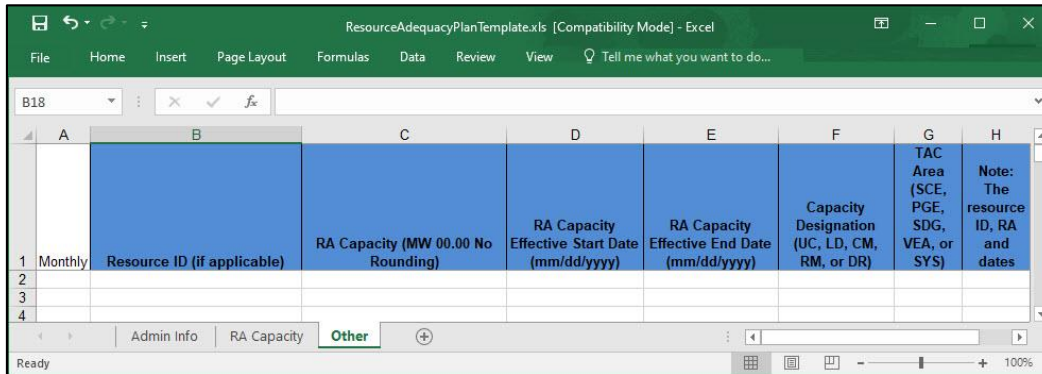 ResourceAdequacyPlanTemplate.xls [Compatibility Mode] - Excel
File Home Insert Page Layout Formulas Data Review View Tell me what you want to do...
B18 fx
A B C D E F G H
1 Monthly
Resource ID (if applicable)
RA Capacity (MW 00.00 No
Rounding)
RA Capacity
Effective Start Date
(mm/dd/yyyy)
RA Capacity
Effective End Date
(mm/dd/yyyy)
Capacity
Designation
(UC, LD, CM,
RM, or DR)
TAC
Area
(SCE,
PGE,
SDG,
VEA, or
SYS)
Note:
The
resource
ID, RA
and
dates
2
3
4
Admin Info RA Capacity Other
Ready 100%